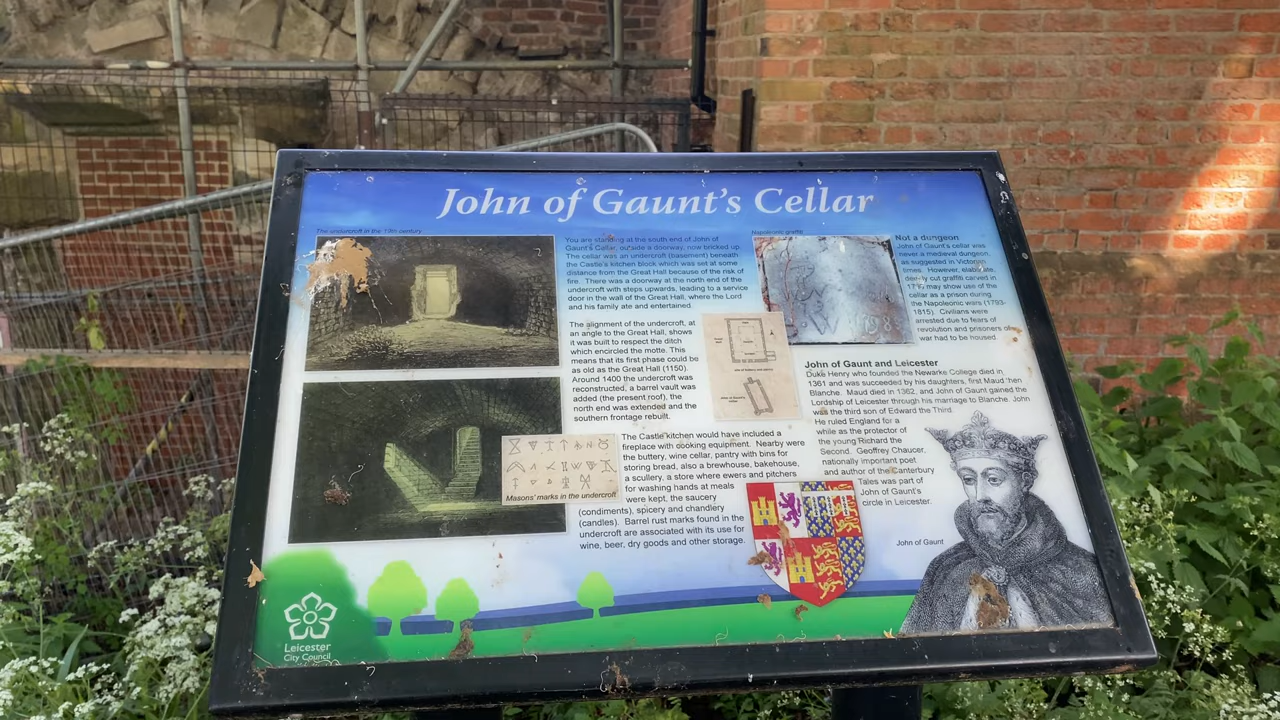 John of Gaunt's Cellar
The undercroft in the 19th century
You are standing at the south end of John of
Gaunt's Cellar, outside a doorway, now bricked up.
The cellar was an undercroft (basement) beneath
the Castle's kitchen block which was set at some
distance from the Great Hall because of the risk of
fire. There was a doorway at the north end of the
undercroft with steps upwards, leading to a service
door in the wall of the Great Hall, where the Lord
and his family ate and entertained.
The alignment of the undercroft, at
an angle to the Great Hall, shows
it was built to respect the ditch
which encircled the motte. This
means that its first phase could be
as old as the Great Hall (1150).
Around 1400 the undercroft was
reconstructed, a barrel vault was
added (the present roof), the
north end was extended and the
southern frontage rebuilt.
Masons' marks in the undercroft
The Castle kitchen would have included a
fireplace with cooking equipment. Nearby were
the buttery, wine cellar, pantry with bins for
storing bread, also a brewhouse, bakehouse,
a scullery, a store where ewers and pitchers
for washing hands at meals
were kept, the saucery
(condiments), spicery and chandlery
(candles). Barrel rust marks found in the
undercroft are associated with its use for
wine, beer, dry goods and other storage.
Napoleonic graffiti
Not a dungeon
John of Gaunt's cellar was
never a medieval dungeon,
as suggested in Victorian
times. However, elaborate,
deeply cut graffiti carved in
may show use of the
cellar as a prison during
the Napoleonic wars (1793-
1815). Civilians were
arrested due to fears of
revolution and prisoners of
war had to be housed.
John of Gaunt and Leicester
Duke Henry who founded the Newarke College died in
1361 and was succeeded by his daughters, first Maud then
Blanche. Maud died in 1362, and John of Gaunt gained the
Lordship of Leicester through his marriage to Blanche. John
was the third son of Edward the Third.
He ruled England for a
while as the protector of
the young Richard the
Second. Geoffrey Chaucer,
nationally important poet
and author of the Canterbury
Tales was part of
John of Gaunt's
circle in Leicester.
John of Gaunt
Leicester
City Council